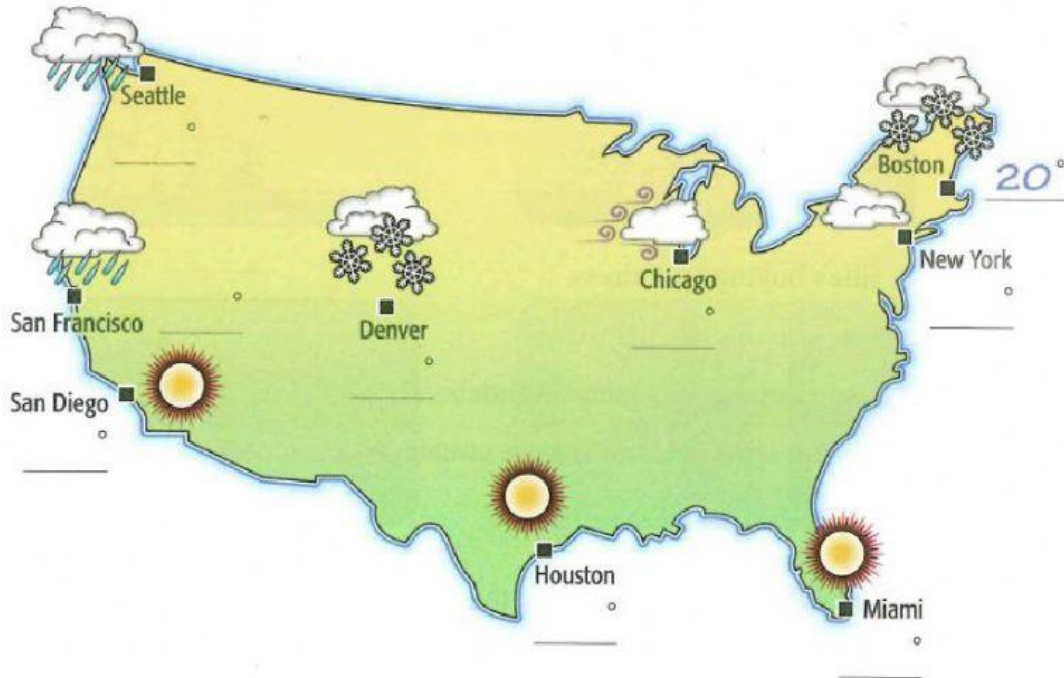 Seattle
°
Boston
20°
New York
°
Chicago
°
San Francisco
°
Denver
°
San Diego
°
Houston
°
Miami
°